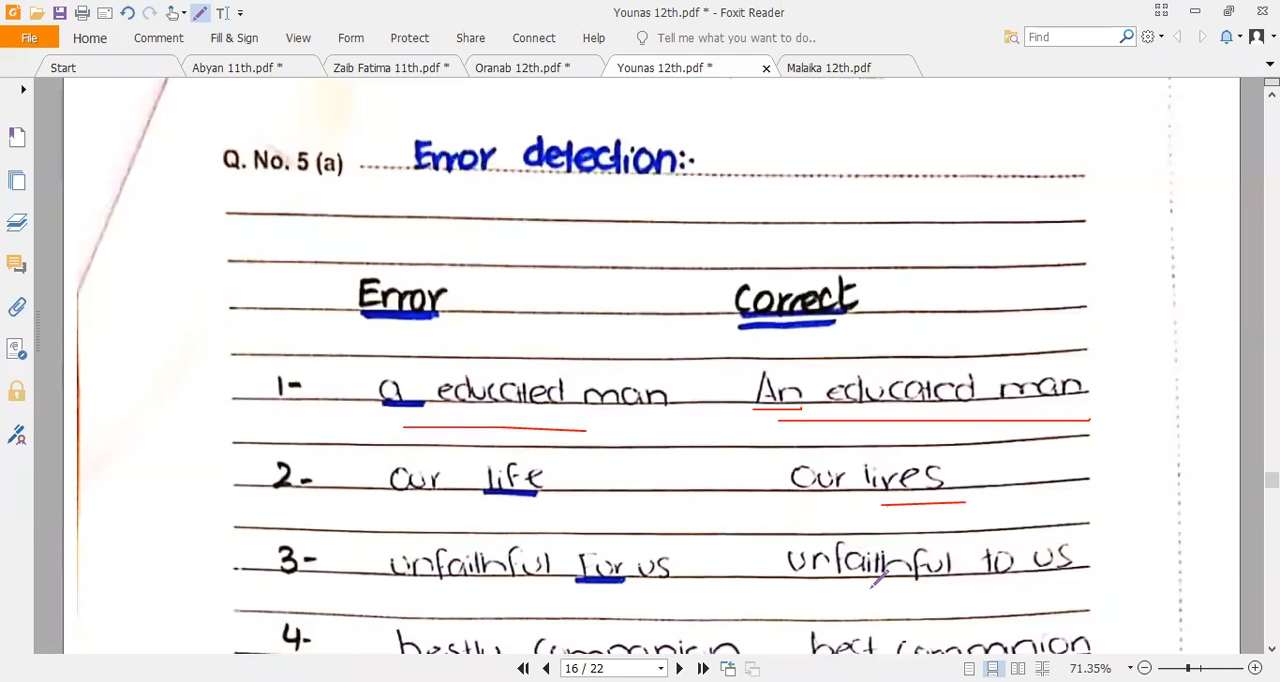 Younas 12th.pdf * - Foxit Reader
File Home Comment Fill & Sign View Form Protect Share Connect Help Tell me what you want to do.. Find
Start Abyan 11th.pdf * Zaib Fatima 11th.pdf * Oranab 12th.pdf * Younas 12th.pdf * Malaika 12th.pdf
Q. No. 5 (a) Error detection:.
Error Correct
1- a educated man An educated man
2- our life Our lives
3- unfaithful for us unfaithful to us
4- bestly companion best companion
16 / 22 71.35%